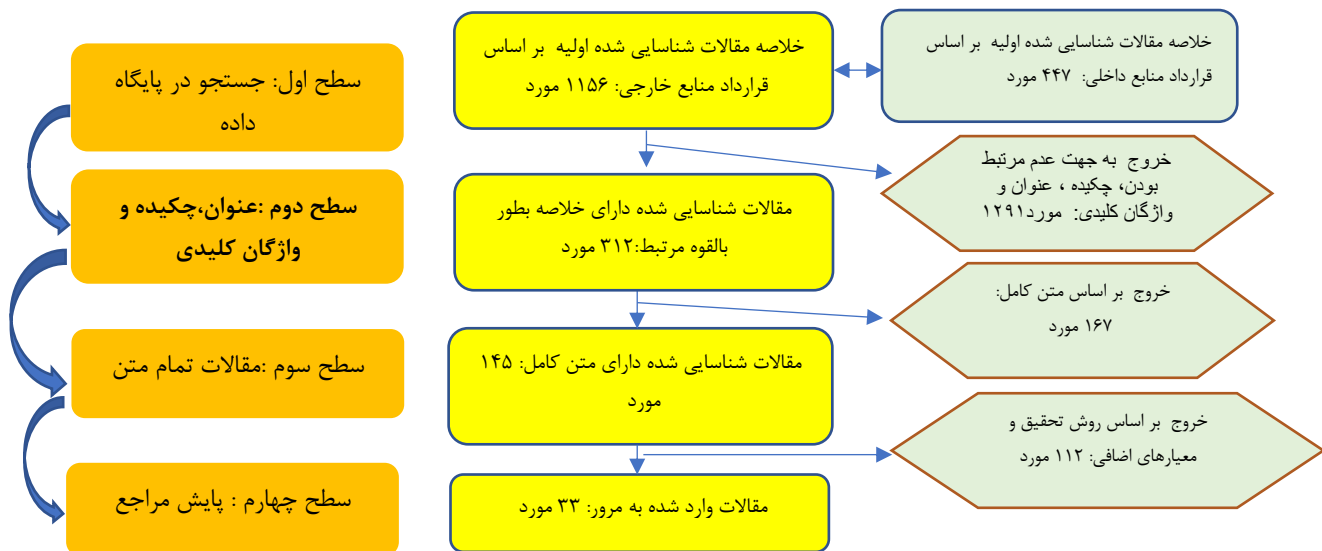 خلاصه مقالات شناسایی شده اولیه بر اساس
قرارداد منابع داخلی: ۴۴۷ مورد
خلاصه مقالات شناسایی شده اولیه بر اساس
قرارداد منابع خارجی: ۱۱۵۶ مورد
سطح اول: جستجو در پایگاه
داده
خروج به جهت عدم مرتبط
بودن، چکیده ، عنوان و
واژگان کلیدی: مورد۱۲۹۱
مقالات شناسایی شده دارای خلاصه بطور
بالقوه مرتبط:۳۱۲ مورد
سطح دوم :عنوان،چکیده و
واژگان کلیدی
خروج بر اساس متن کامل:
۱۶۷ مورد
مقالات شناسایی شده دارای متن کامل: ۱۴۵
مورد
سطح سوم :مقالات تمام متن
خروج بر اساس روش تحقیق و
معیارهای اضافی: ۱۱۲ مورد
مقالات وارد شده به مرور: ۳۳ مورد
سطح چهارم : پایش مراجع